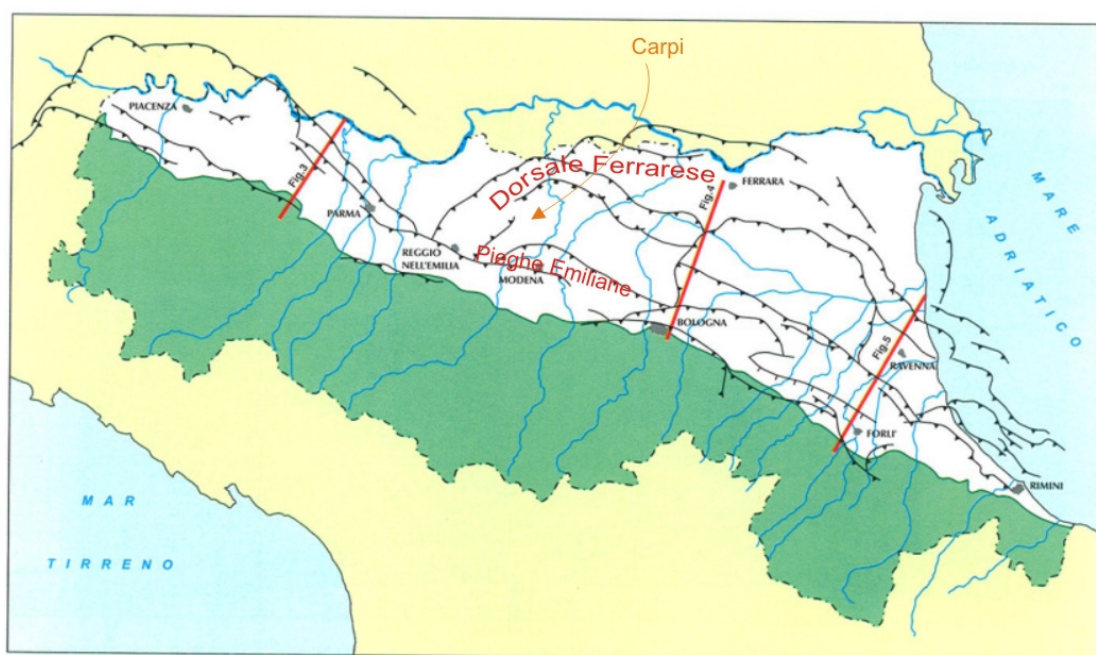 Carpi
PIACENZA
Fig.3
Dorsale Ferrarese
Fig.4
FERRARA
PARMA
REGGIO
NELL'EMILIA
Pieghe Emiliane
MODENA
BOLOGNA
Fig.5
RAVENNA
FORLI'
RIMINI
MARE
ADRIATICO
MAR
TIRRENO